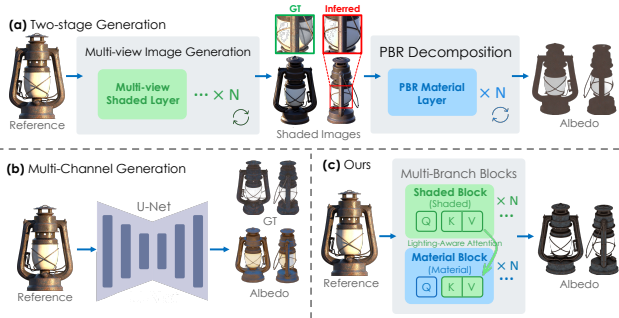 (a) Two-stage Generation
GT
Inferred
Multi-view Image Generation
Multi-view
Shaded Layer
... × N
PBR Decomposition
PBR Material
Layer
× N
Reference
Shaded Images
Albedo
(b) Multi-Channel Generation
U-Net
GT
Reference
Albedo
(c) Ours
Multi-Branch Blocks
Shaded Block
(Shaded)
× N
...
Q K V
Lighting-Aware Attention
Material Block
(Material)
× N
...
Q K V
Reference
Albedo